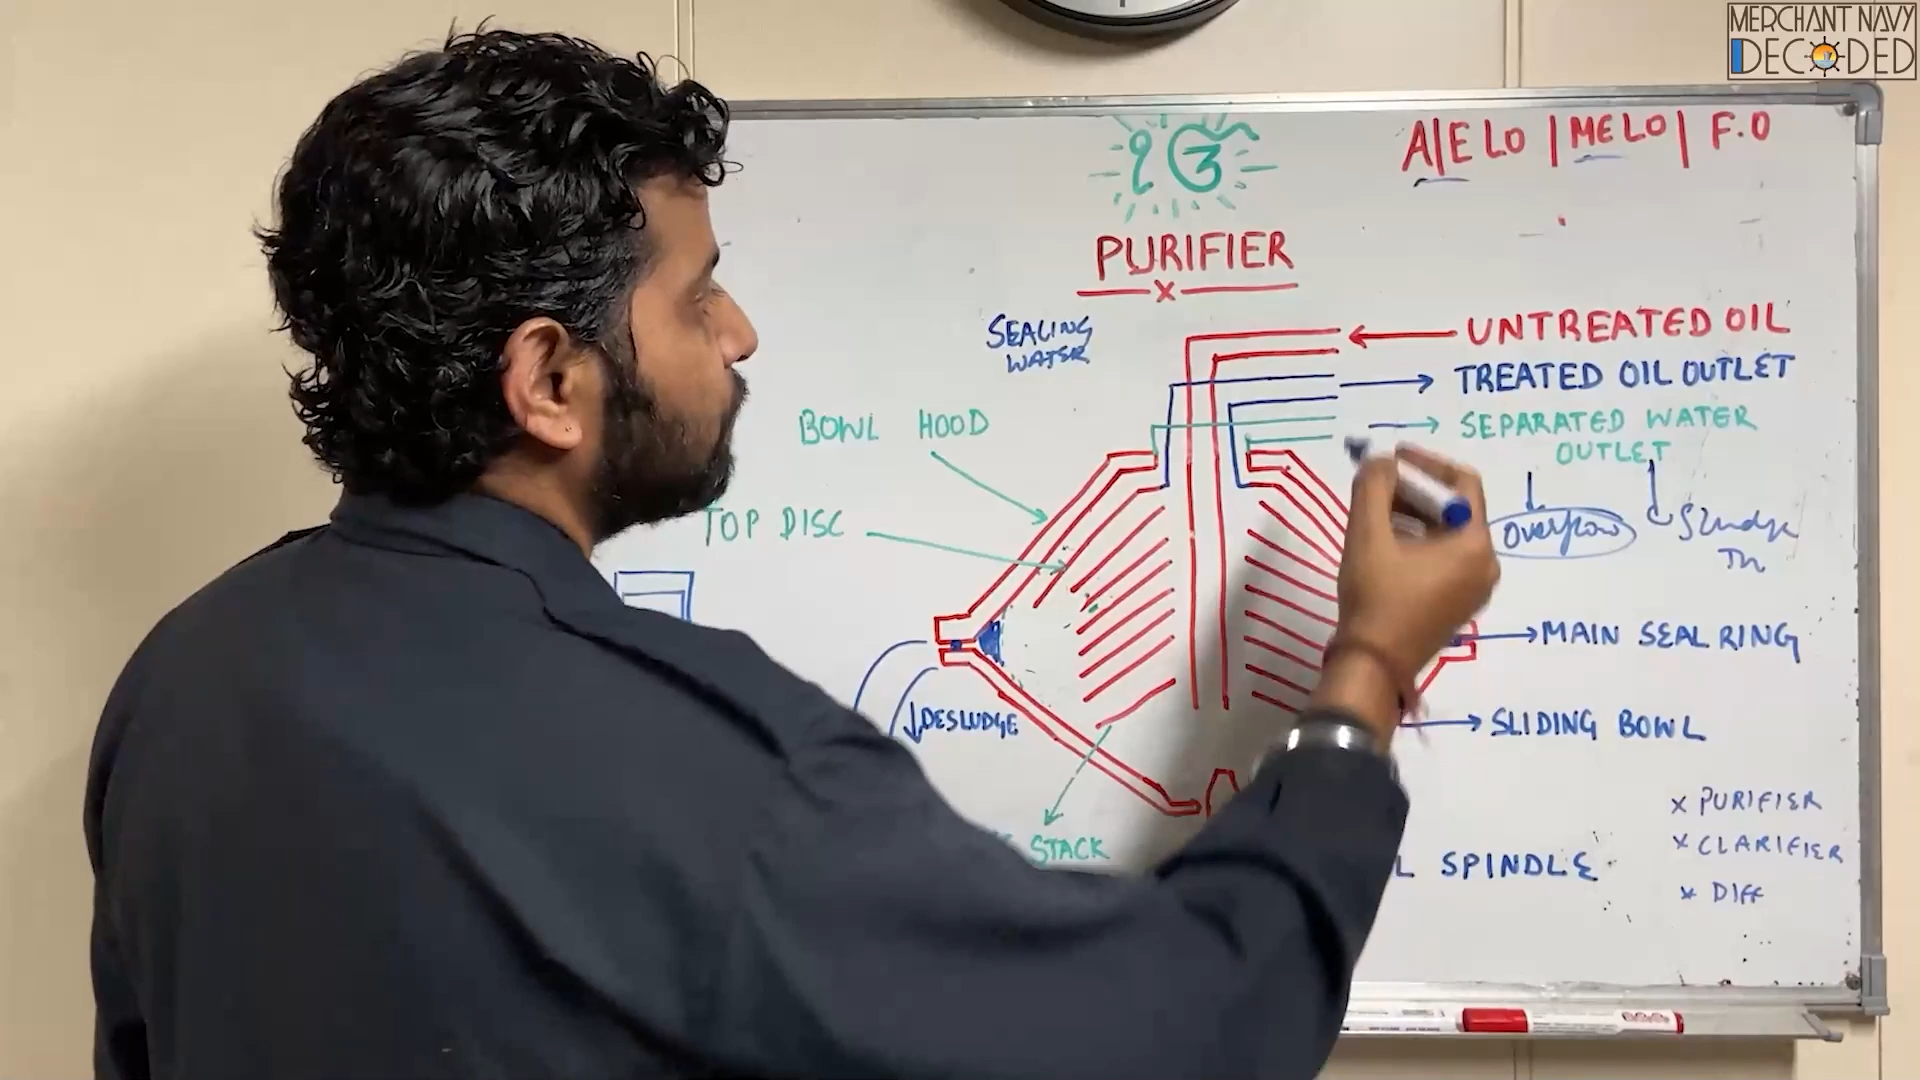 MERCHANT NAVY
DECODED
A/E LO | ME LO | F.O
PURIFIER
SEALING
WATER
UNTREATED OIL
TREATED OIL OUTLET
SEPARATED WATER
OUTLET
BOWL HOOD
TOP DISC
Overflow
Sludge
TK
MAIN SEAL RING
DESLUDGE
SLIDING BOWL
STACK
L SPINDLE
x PURIFIER
x CLARIFIER
x DIFF